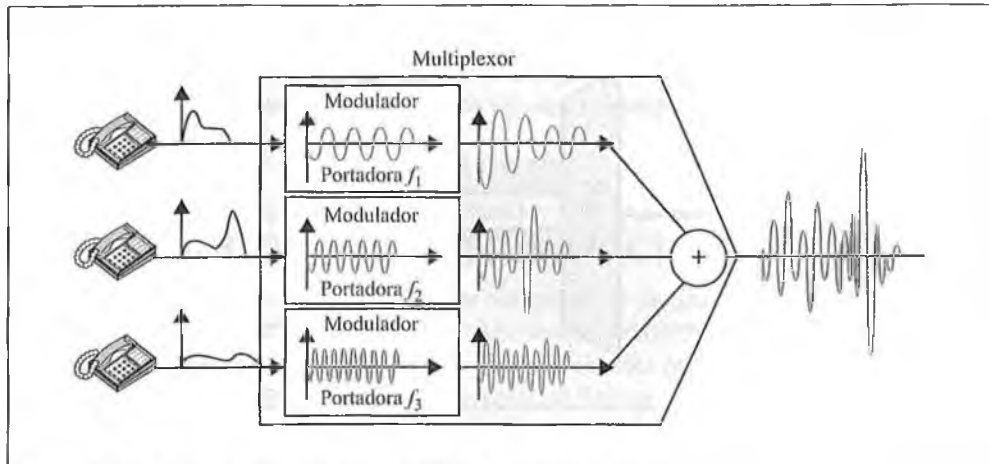 Multiplexor
Modulador
Portadora f₁
Modulador
Portadora f₂
+
Modulador
Portadora f₃